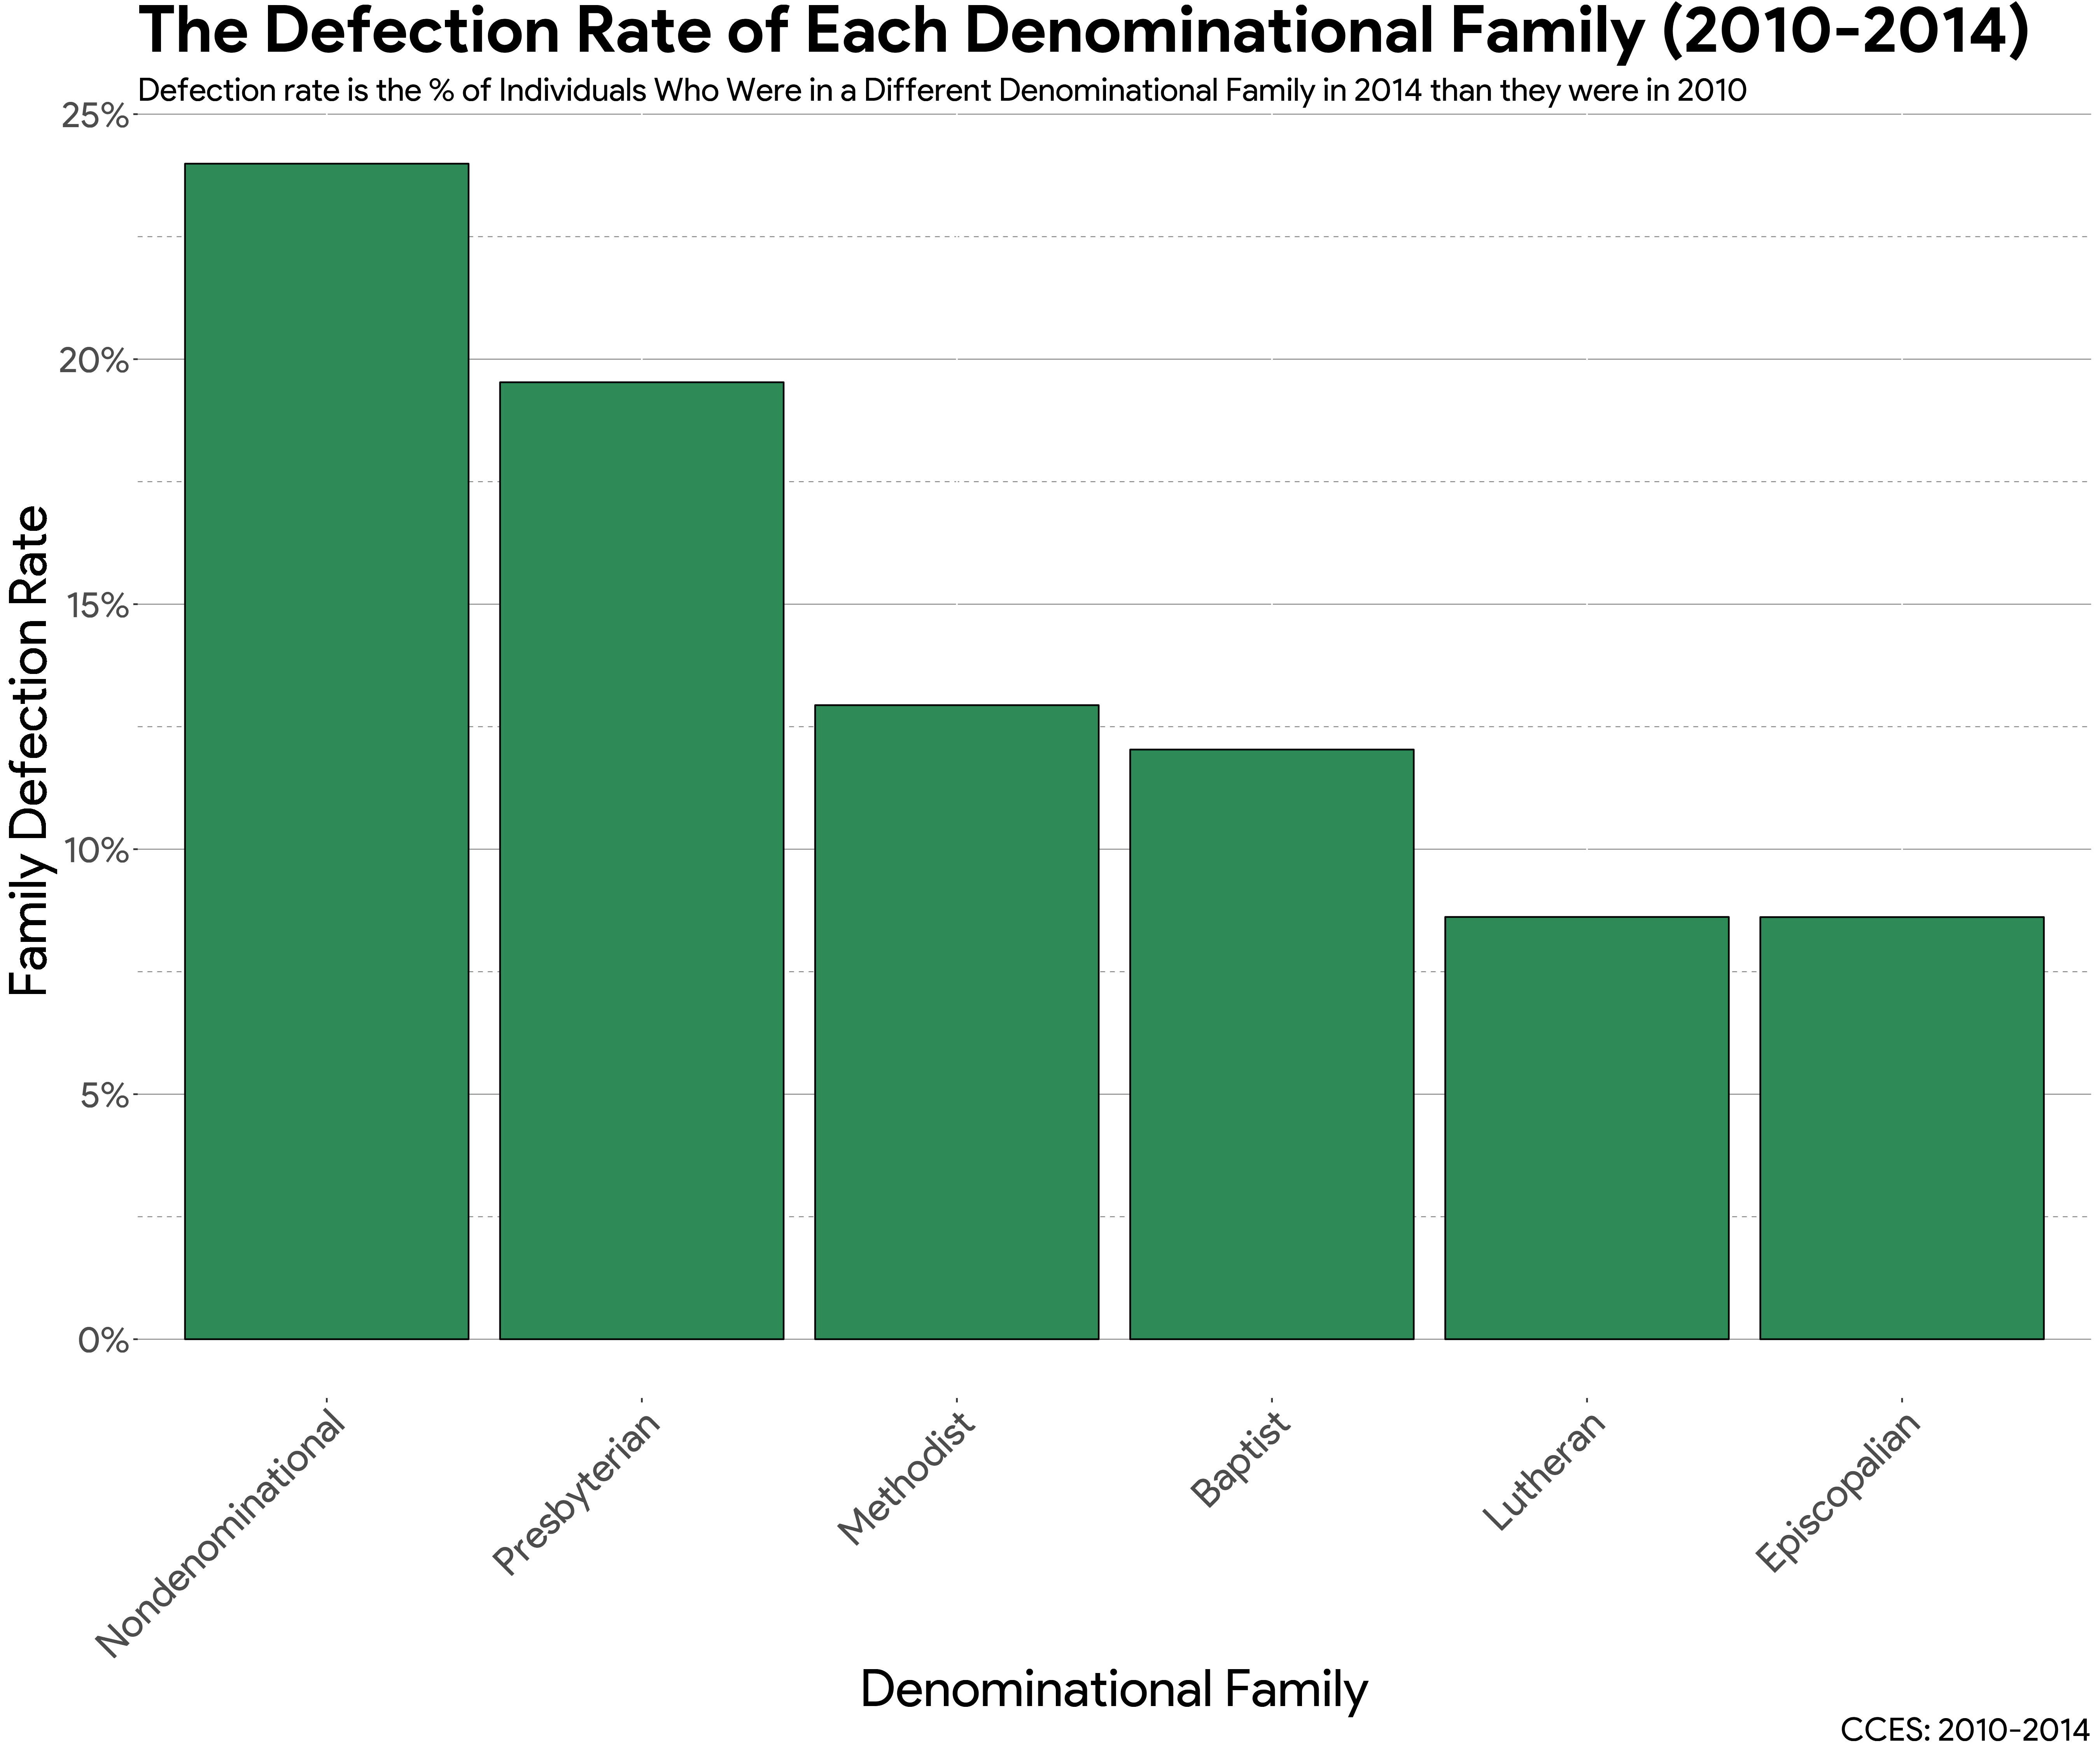 The Defection Rate of Each Denominational Family (2010-2014)
Defection rate is the % of Individuals Who Were in a Different Denominational Family in 2014 than they were in 2010
Family Defection Rate
25%
20%
15%
10%
5%
0%
Nondenominational
Presbyterian
Methodist
Baptist
Lutheran
Episcopalian
Denominational Family
CCES: 2010-2014